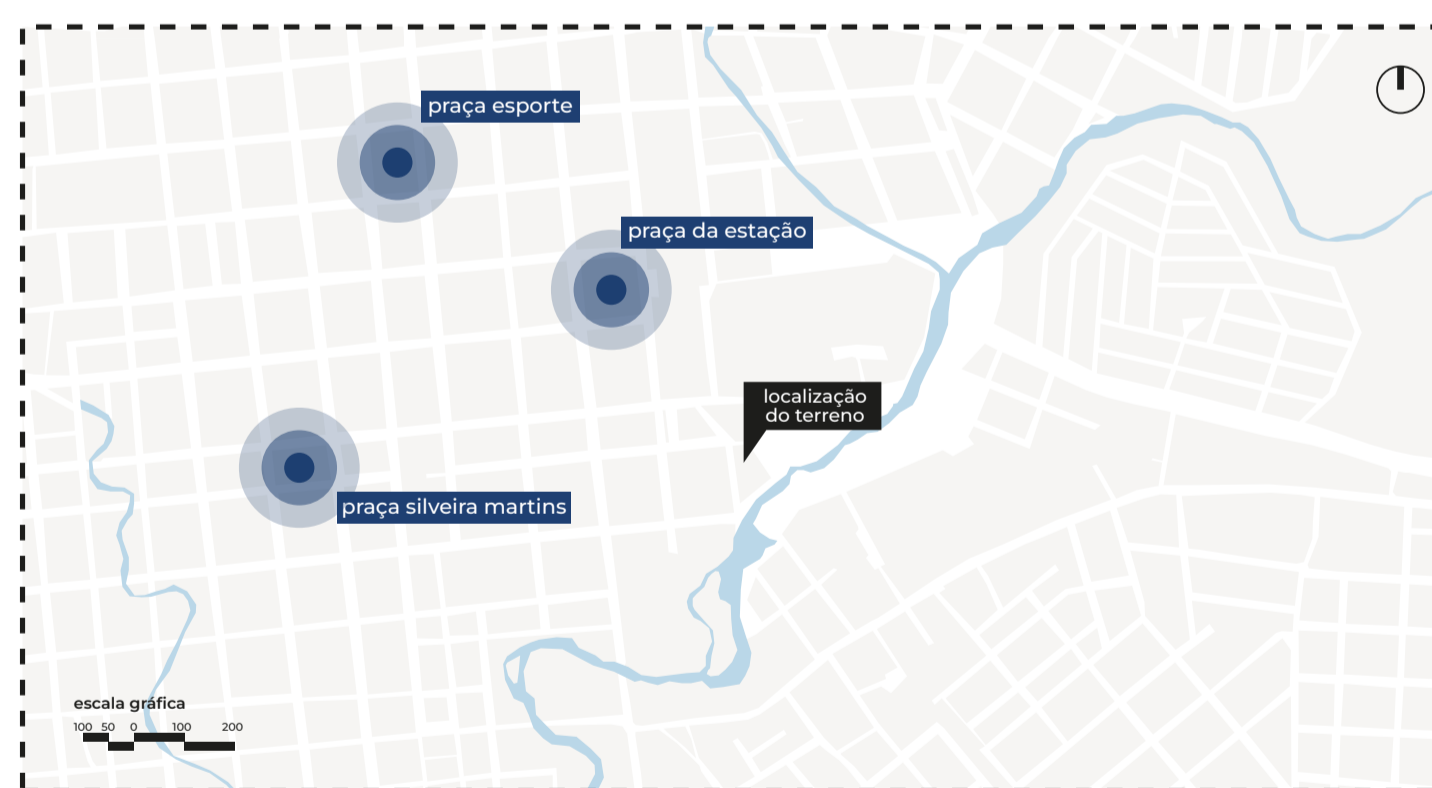 praça esporte
praça da estação
localização
do terreno
praça silveira martins
escala gráfica
100 50 0 100 200